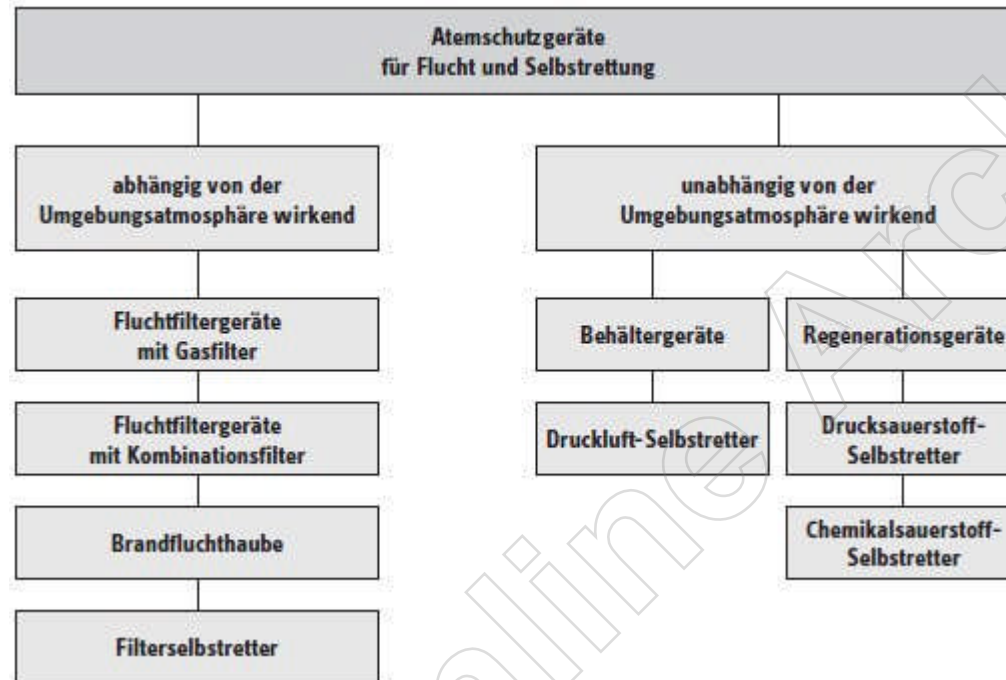 Atemschutzgeräte
für Flucht und Selbstrettung
abhängig von der
Umgebungsatmosphäre wirkend
unabhängig von der
Umgebungsatmosphäre wirkend
Fluchtfiltergeräte
mit Gasfilter
Behältergeräte
Regenerationsgeräte
Fluchtfiltergeräte
mit Kombinationsfilter
Druckluft-Selbstretter
Drucksauerstoff-
Selbstretter
Brandfluchthaube
Chemikalsauerstoff-
Selbstretter
Filterselbstretter